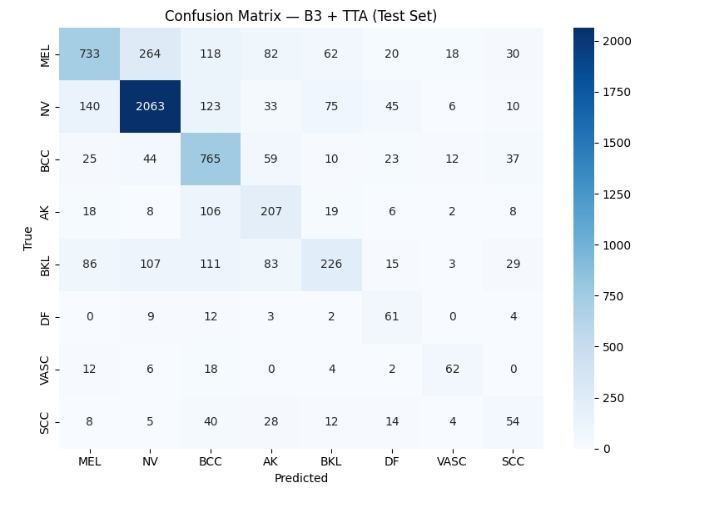 Confusion Matrix — B3 + TTA (Test Set)
MEL 733 264 118 82 62 20 18 30
NV 140 2063 123 33 75 45 6 10
BCC 25 44 765 59 10 23 12 37
AK 18 8 106 207 19 6 2 8
BKL 86 107 111 83 226 15 3 29
DF 0 9 12 3 2 61 0 4
VASC 12 6 18 0 4 2 62 0
SCC 8 5 40 28 12 14 4 54
MEL NV BCC AK BKL DF VASC SCC
Predicted
True
2000
1750
1500
1250
1000
750
500
250
0